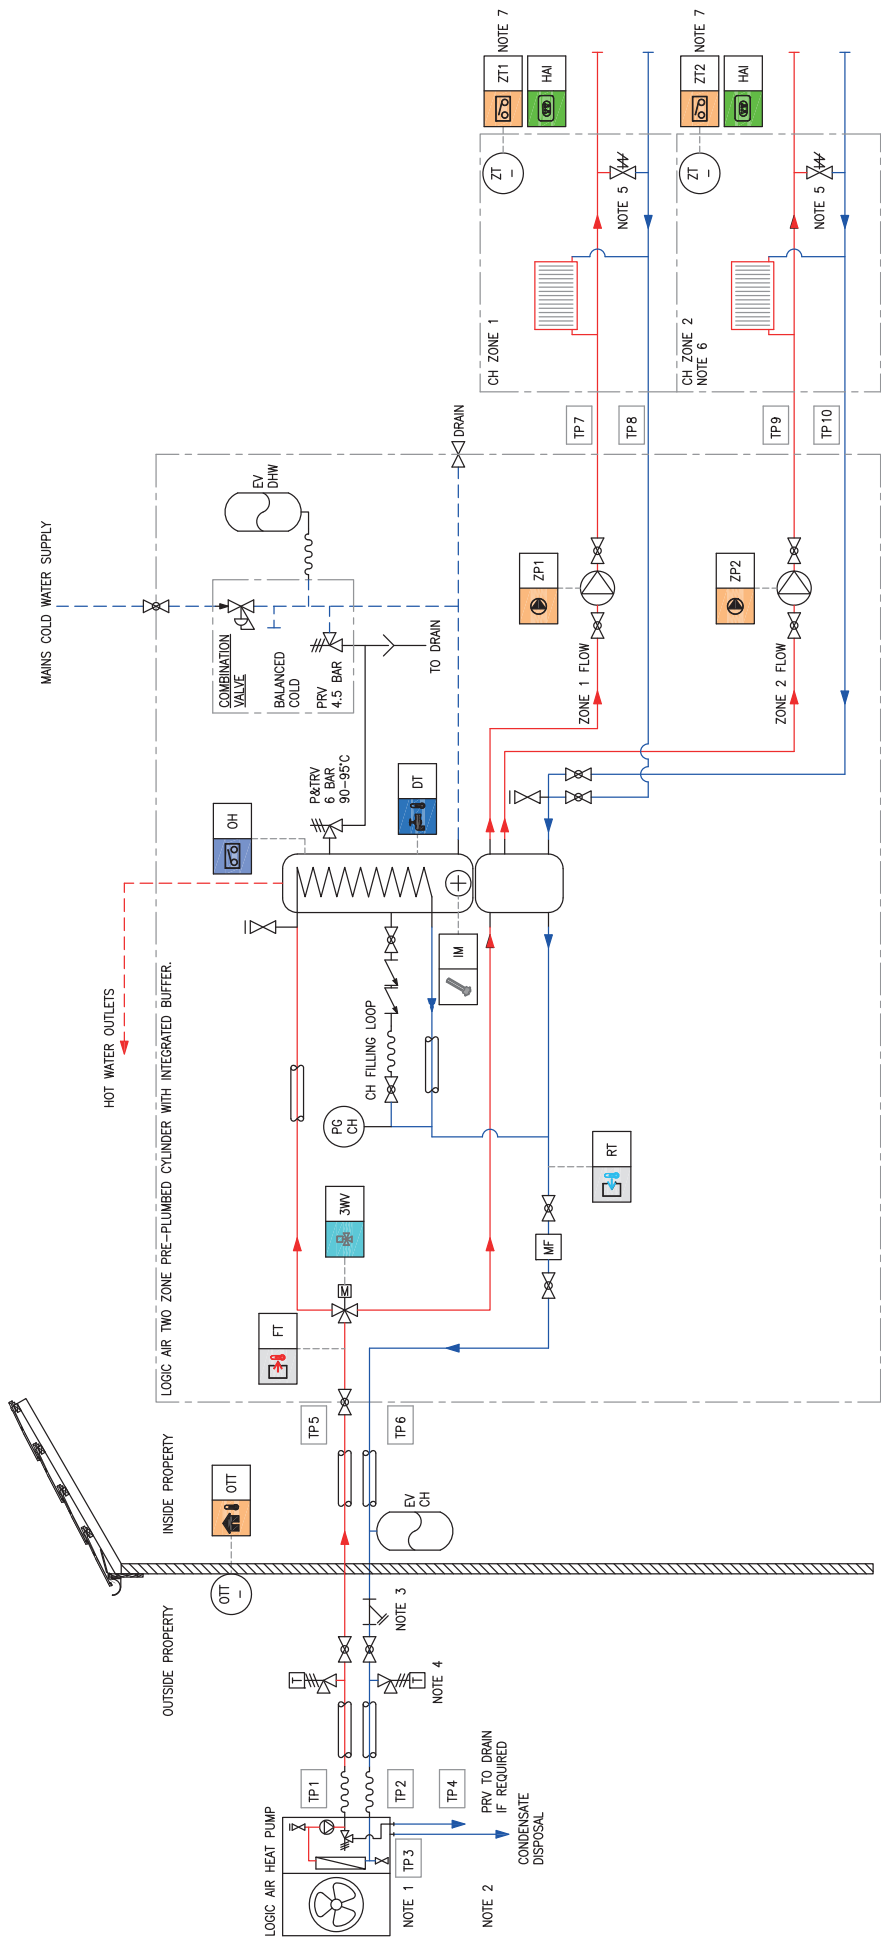 NOTE 7
ZT1
HAI
ZT
NOTE 7
ZT2
HAI
ZT
NOTE 5
NOTE 5
CH ZONE 1
CH ZONE 2
NOTE 6
TP7
TP8
TP9
TP10
DRAIN
EV
DHW
MAINS COLD WATER SUPPLY
COMBINATION
VALVE
BALANCED
COLD
PRV
4.5 BAR
TO DRAIN
ZP1
ZP2
ZONE 1 FLOW
ZONE 2 FLOW
P&TRV
6 BAR
90-95°C
OH
DT
HOT WATER OUTLETS
LOGIC AIR TWO ZONE PRE-PLUMBED CYLINDER WITH INTEGRATED BUFFER.
IM
CH FILLING LOOP
PG
CH
3WV
M
RT
MF
FT
TP5
TP6
INSIDE PROPERTY
OTT
OTT
EV
CH
OUTSIDE PROPERTY
NOTE 3
T
T
NOTE 4
LOGIC AIR HEAT PUMP
TP1
TP2
TP4
TP3
PRV TO DRAIN
IF REQUIRED
CONDENSATE
DISPOSAL
NOTE 1
NOTE 2